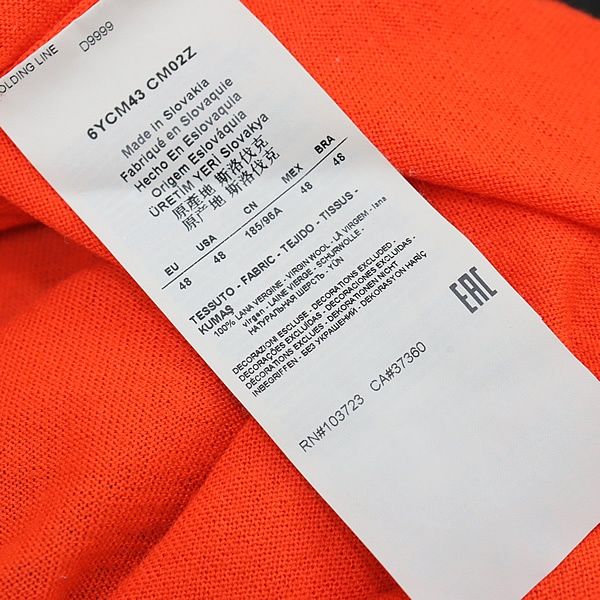 OLDING LINE D9999
6YCM43 CM02Z
Made in Slovakia
Fabriqué en Slovaquie
Hecho En Eslovaquia
Origem Eslováquia
ÜRETIM YERI Slovakya
原產地 斯洛伐克
原产地 斯洛伐克
EU USA CN MEX BRA
48 48 185/96A 48 48
TESSUTO - FABRIC - TEJIDO - TISSUS -
KUMAŞ
100% LANA VERGINE - VIRGIN WOOL - LÃ VIRGEM - lana
virgen - LAINE VIERGE - SCHURWOLLE -
НАТУРАЛЬНАЯ ШЕРСТЬ - YÜN
DECORAZIONI ESCLUSE - DECORATIONS EXCLUDED -
DECORAÇÕES EXCLUIDAS - DECORACIONES EXCLUIDAS -
DÉCORATIONS EXCLUES - DEKORATIONEN NICHT
INBEGRIFFEN - БЕЗ УКРАШЕНИЙ - DEKORASYON HARİÇ
EAC
RN#103723 CA#37360